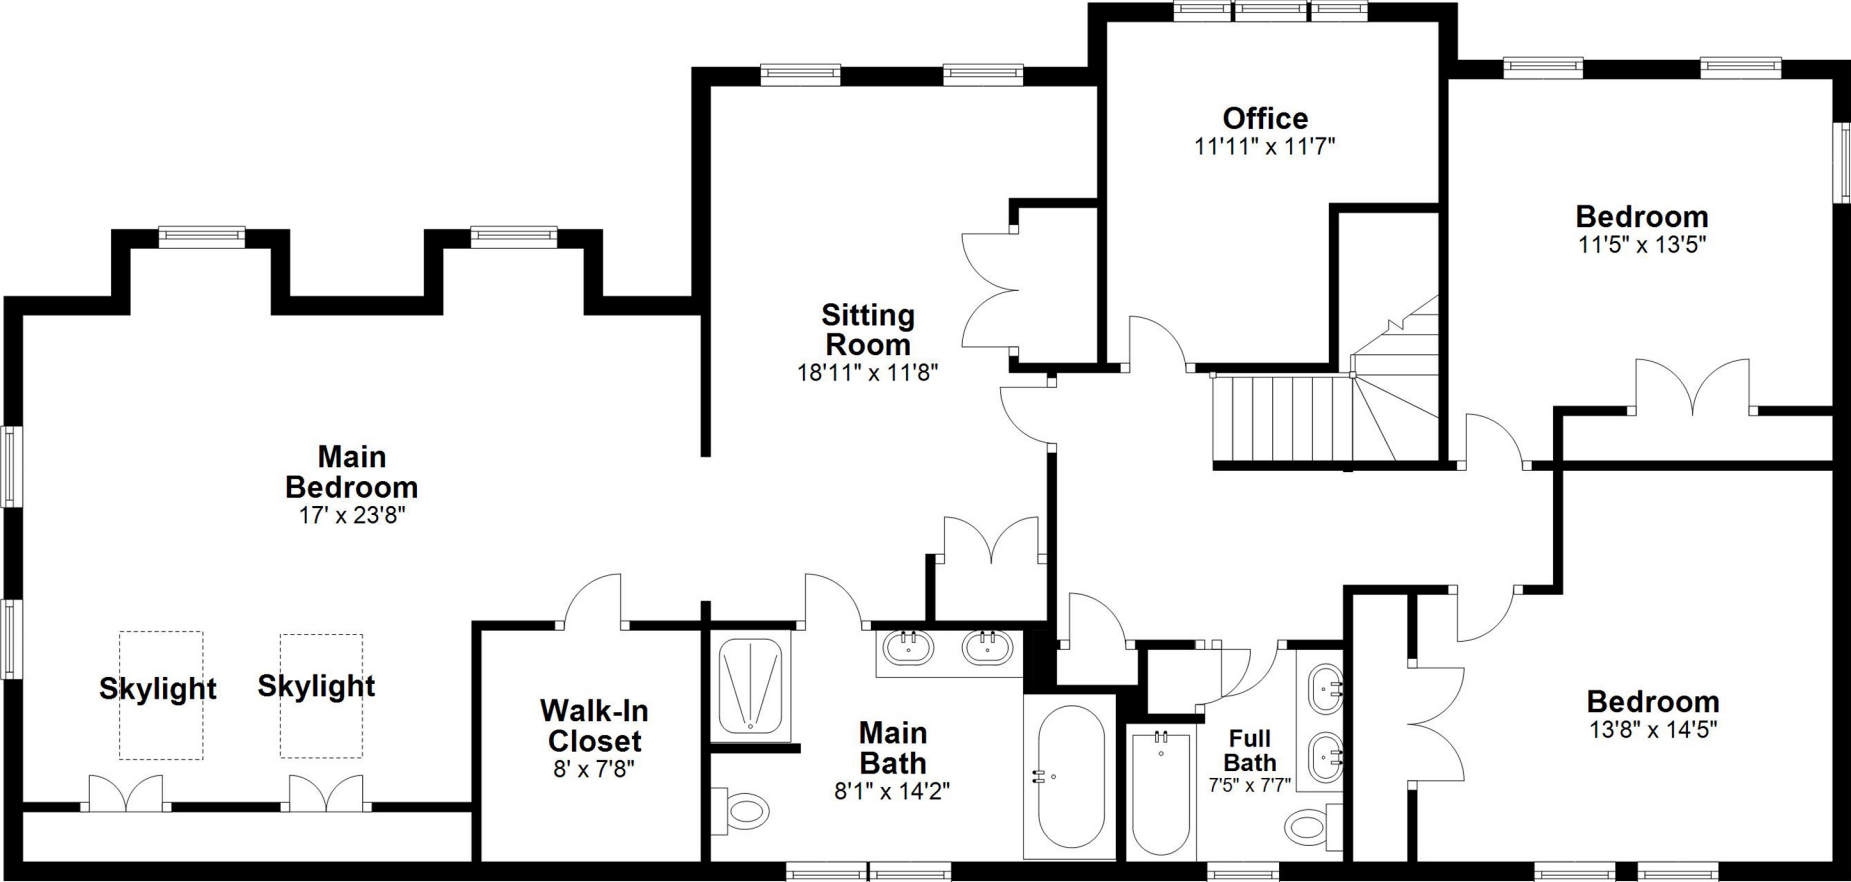 Office
11'11" x 11'7"
Bedroom
11'5" x 13'5"
Sitting
Room
18'11" x 11'8"
Main
Bedroom
17' x 23'8"
Skylight
Skylight
Walk-In
Closet
8' x 7'8"
Main
Bath
8'1" x 14'2"
Full
Bath
7'5" x 7'7"
Bedroom
13'8" x 14'5"